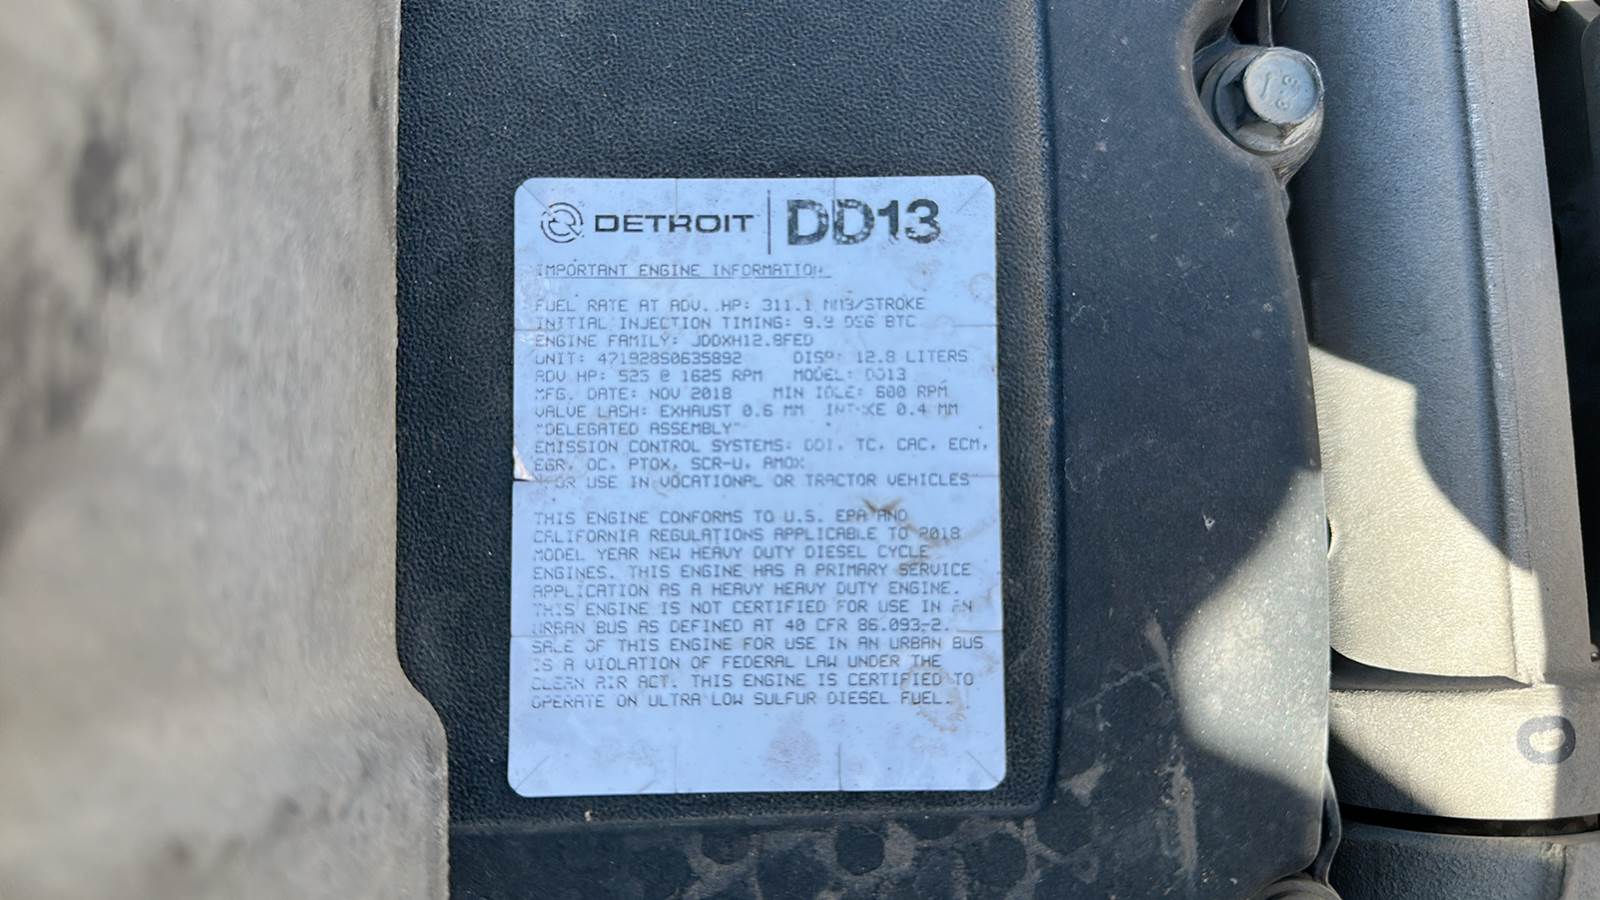 DETROIT DD13
IMPORTANT ENGINE INFORMATION
FUEL RATE AT ADV. HP: 311.1 MM3/STROKE
INITIAL INJECTION TIMING: 9.9 DEG BTC
ENGINE FAMILY: JDDXH12.8FED
UNIT: 471928S0635892 DISP: 12.8 LITERS
ADV HP: 525 @ 1625 RPM MODEL: DD13
MFG. DATE: NOV 2018 MIN IDLE: 600 RPM
VALVE LASH: EXHAUST 0.6 MM INTAKE 0.4 MM
"DELEGATED ASSEMBLY"
EMISSION CONTROL SYSTEMS: DDI, TC, CAC, ECM,
EGR, OC, PTOX, SCR-U, AMOX
FOR USE IN VOCATIONAL OR TRACTOR VEHICLES
THIS ENGINE CONFORMS TO U.S. EPA AND
CALIFORNIA REGULATIONS APPLICABLE TO 2018
MODEL YEAR NEW HEAVY DUTY DIESEL CYCLE
ENGINES. THIS ENGINE HAS A PRIMARY SERVICE
APPLICATION AS A HEAVY HEAVY DUTY ENGINE.
THIS ENGINE IS NOT CERTIFIED FOR USE IN AN
URBAN BUS AS DEFINED AT 40 CFR 86.093-2.
SALE OF THIS ENGINE FOR USE IN AN URBAN BUS
IS A VIOLATION OF FEDERAL LAW UNDER THE
CLEAN AIR ACT. THIS ENGINE IS CERTIFIED TO
OPERATE ON ULTRA LOW SULFUR DIESEL FUEL.